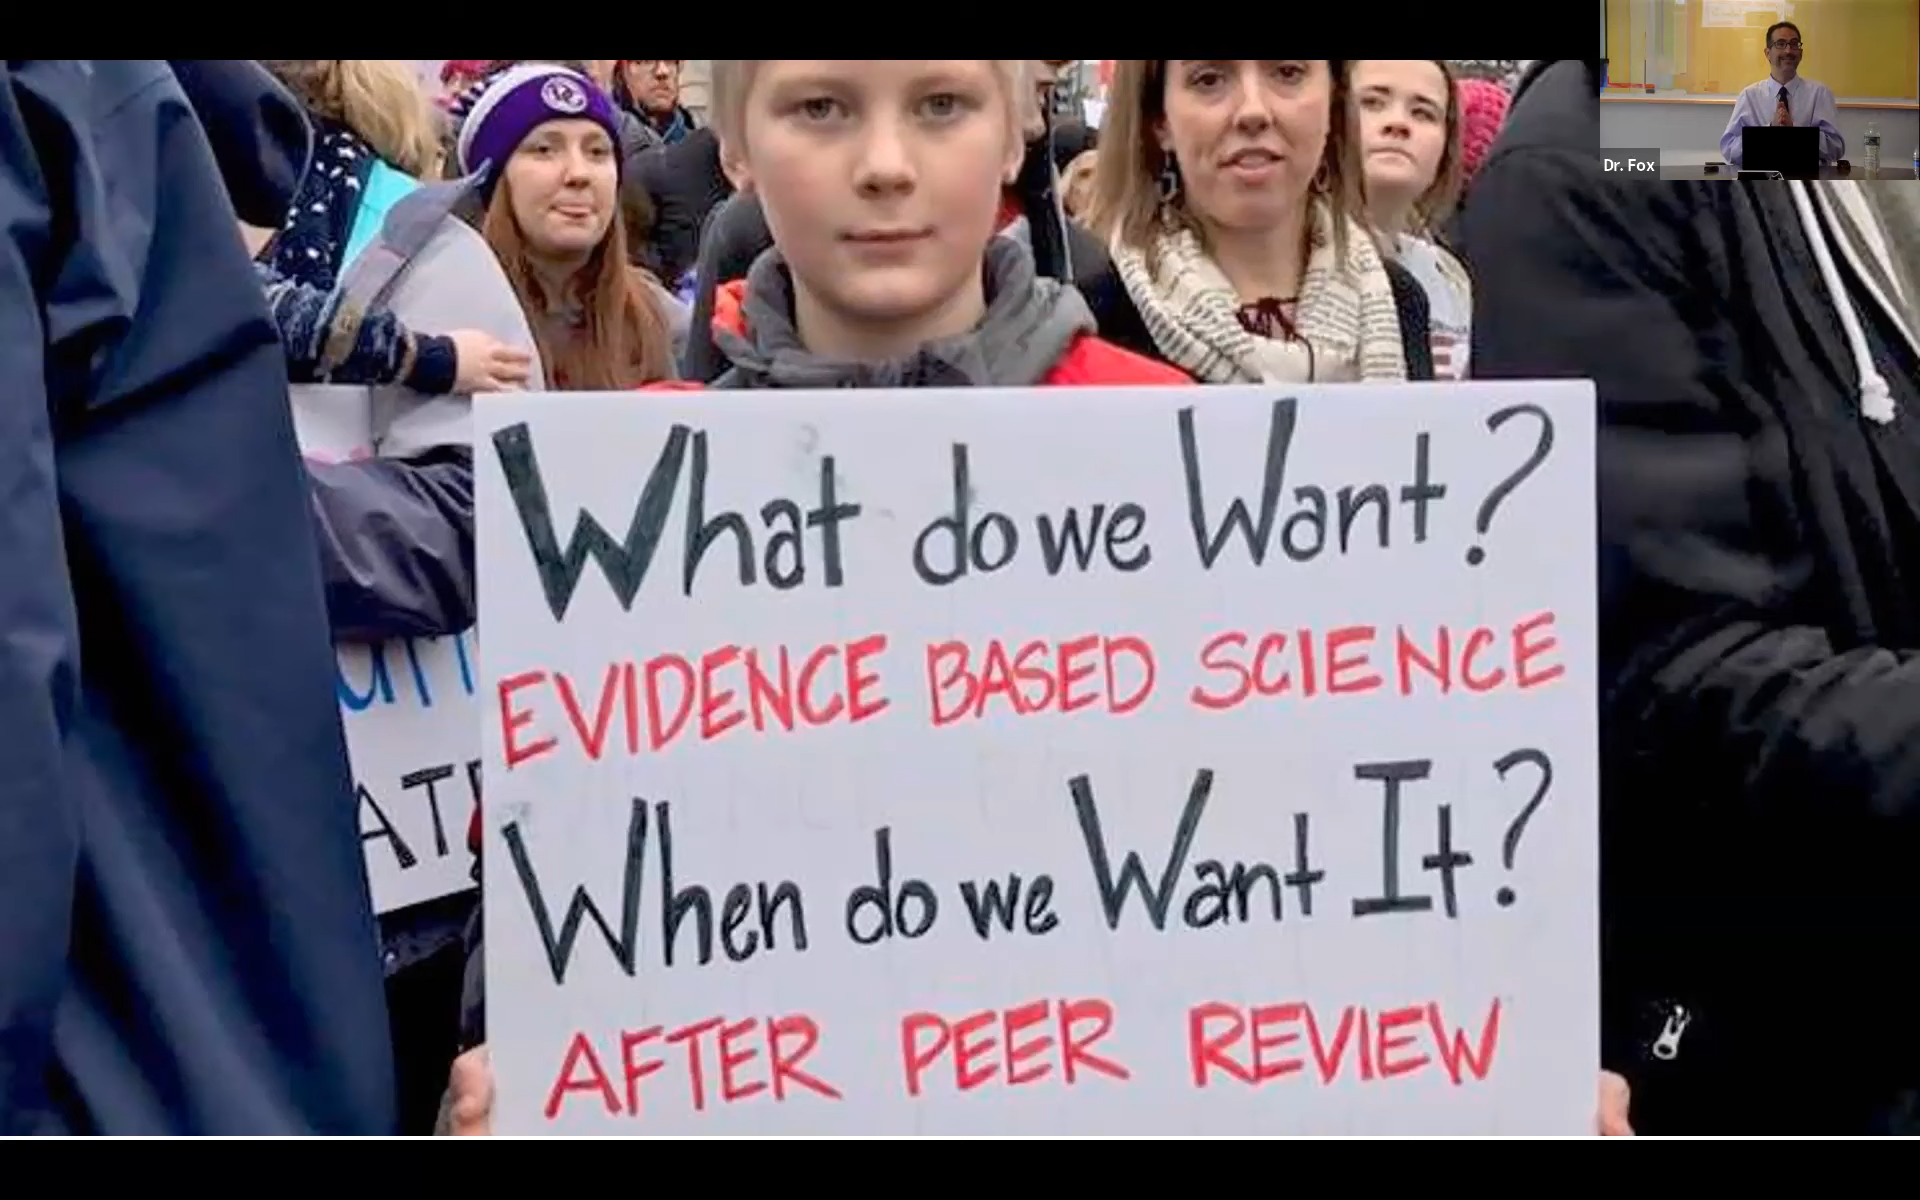 Dr. Fox
What do we Want?
EVIDENCE BASED SCIENCE
When do we Want It?
AFTER PEER REVIEW